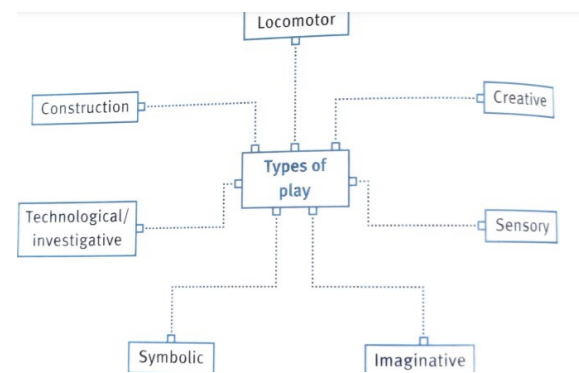 Locomotor
Construction
Creative
Types of
play
Technological/
investigative
Sensory
Symbolic
Imaginative